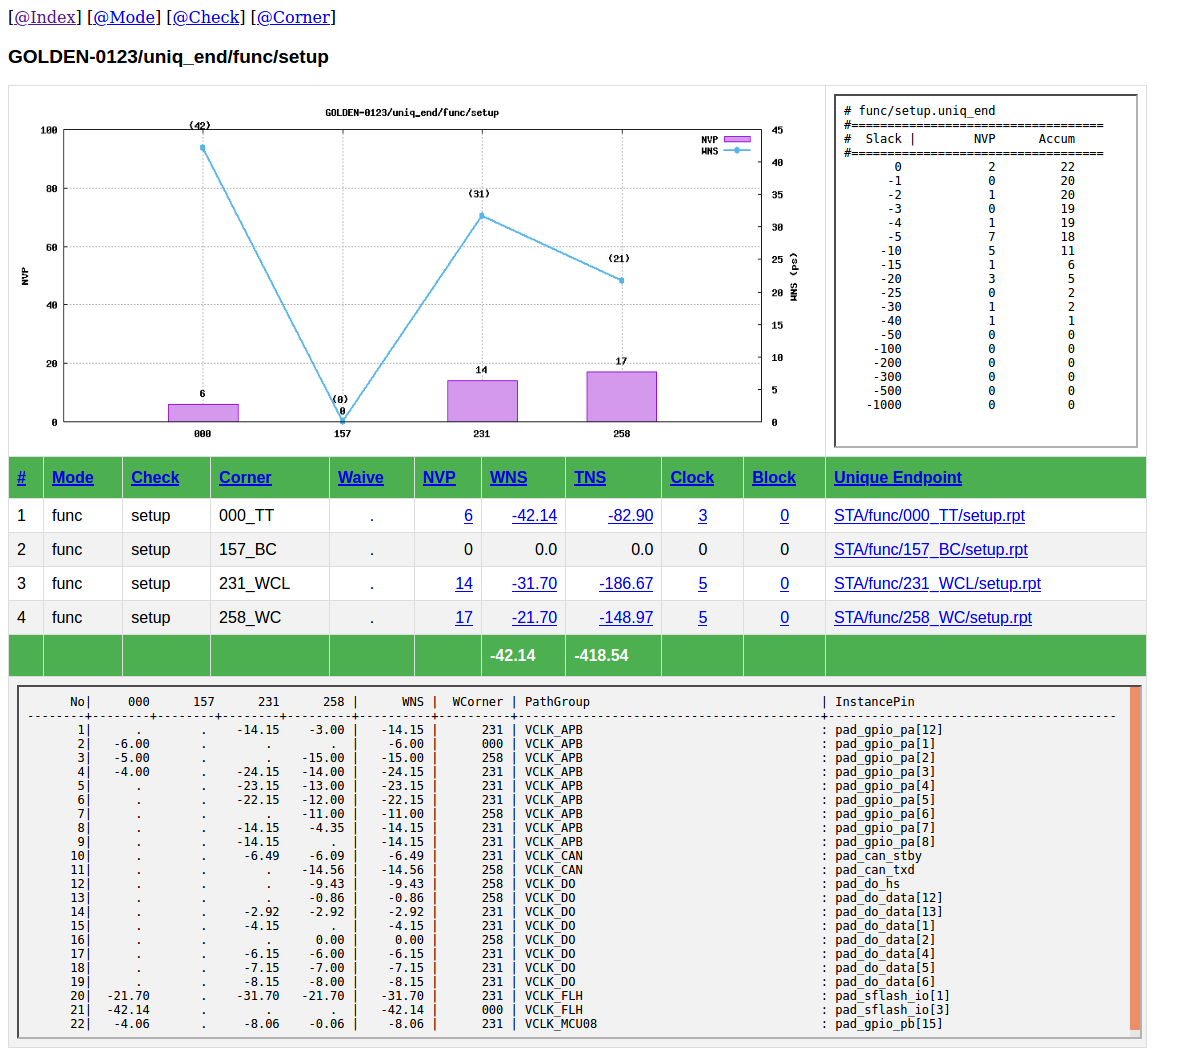 [@Index] [@Mode] [@Check] [@Corner]
GOLDEN-0123/uniq_end/func/setup
GOLDEN-0123/uniq_end/func/setup
NVP
WNS
100
80
60
40
20
0
NVP
45
40
35
30
25
20
15
10
5
0
WNS (ps)
(42)
(0)
(31)
(21)
6
0
14
17
000 157 231 258
# func/setup.uniq_end
#===================================
# Slack | NVP Accum
#===================================
0 2 22
-1 0 20
-2 1 20
-3 0 19
-4 1 19
-5 7 18
-10 5 11
-15 1 6
-20 3 5
-25 0 2
-30 1 2
-40 1 1
-50 0 0
-100 0 0
-200 0 0
-300 0 0
-500 0 0
-1000 0 0
# Mode Check Corner Waive NVP WNS TNS Clock Block Unique Endpoint
1 func setup 000_TT . 6 -42.14 -82.90 3 0 STA/func/000_TT/setup.rpt
2 func setup 157_BC . 0 0.0 0.0 0 0 STA/func/157_BC/setup.rpt
3 func setup 231_WCL . 14 -31.70 -186.67 5 0 STA/func/231_WCL/setup.rpt
4 func setup 258_WC . 17 -21.70 -148.97 5 0 STA/func/258_WC/setup.rpt
-42.14 -418.54
No| 000 157 231 258 | WNS | WCorner | PathGroup | InstancePin
--------+--------+--------+--------+---------+----------+----------+------------------------------------------+----------------------------------------
1| . . -14.15 -3.00 | -14.15 | 231 | VCLK_APB : pad_gpio_pa[12]
2| -6.00 . . . | -6.00 | 000 | VCLK_APB : pad_gpio_pa[1]
3| -5.00 . . -15.00 | -15.00 | 258 | VCLK_APB : pad_gpio_pa[2]
4| -4.00 . -24.15 -14.00 | -24.15 | 231 | VCLK_APB : pad_gpio_pa[3]
5| . . -23.15 -13.00 | -23.15 | 231 | VCLK_APB : pad_gpio_pa[4]
6| . . -22.15 -12.00 | -22.15 | 231 | VCLK_APB : pad_gpio_pa[5]
7| . . . -11.00 | -11.00 | 258 | VCLK_APB : pad_gpio_pa[6]
8| . . -14.15 -4.35 | -14.15 | 231 | VCLK_APB : pad_gpio_pa[7]
9| . . -14.15 . | -14.15 | 231 | VCLK_APB : pad_gpio_pa[8]
10| . . -6.49 -6.09 | -6.49 | 231 | VCLK_CAN : pad_can_stby
11| . . . -14.56 | -14.56 | 258 | VCLK_CAN : pad_can_txd
12| . . . -9.43 | -9.43 | 258 | VCLK_DO : pad_do_hs
13| . . . -0.86 | -0.86 | 258 | VCLK_DO : pad_do_data[12]
14| . . -2.92 -2.92 | -2.92 | 231 | VCLK_DO : pad_do_data[13]
15| . . -4.15 . | -4.15 | 231 | VCLK_DO : pad_do_data[1]
16| . . . 0.00 | 0.00 | 258 | VCLK_DO : pad_do_data[2]
17| . . -6.15 -6.00 | -6.15 | 231 | VCLK_DO : pad_do_data[4]
18| . . -7.15 -7.00 | -7.15 | 231 | VCLK_DO : pad_do_data[5]
19| . . -8.15 -8.00 | -8.15 | 231 | VCLK_DO : pad_do_data[6]
20| -21.70 . -31.70 -21.70 | -31.70 | 231 | VCLK_FLH : pad_sflash_io[1]
21| -42.14 . . . | -42.14 | 000 | VCLK_FLH : pad_sflash_io[3]
22| -4.06 . -8.06 -0.06 | -8.06 | 231 | VCLK_MCU08 : pad_gpio_pb[15]